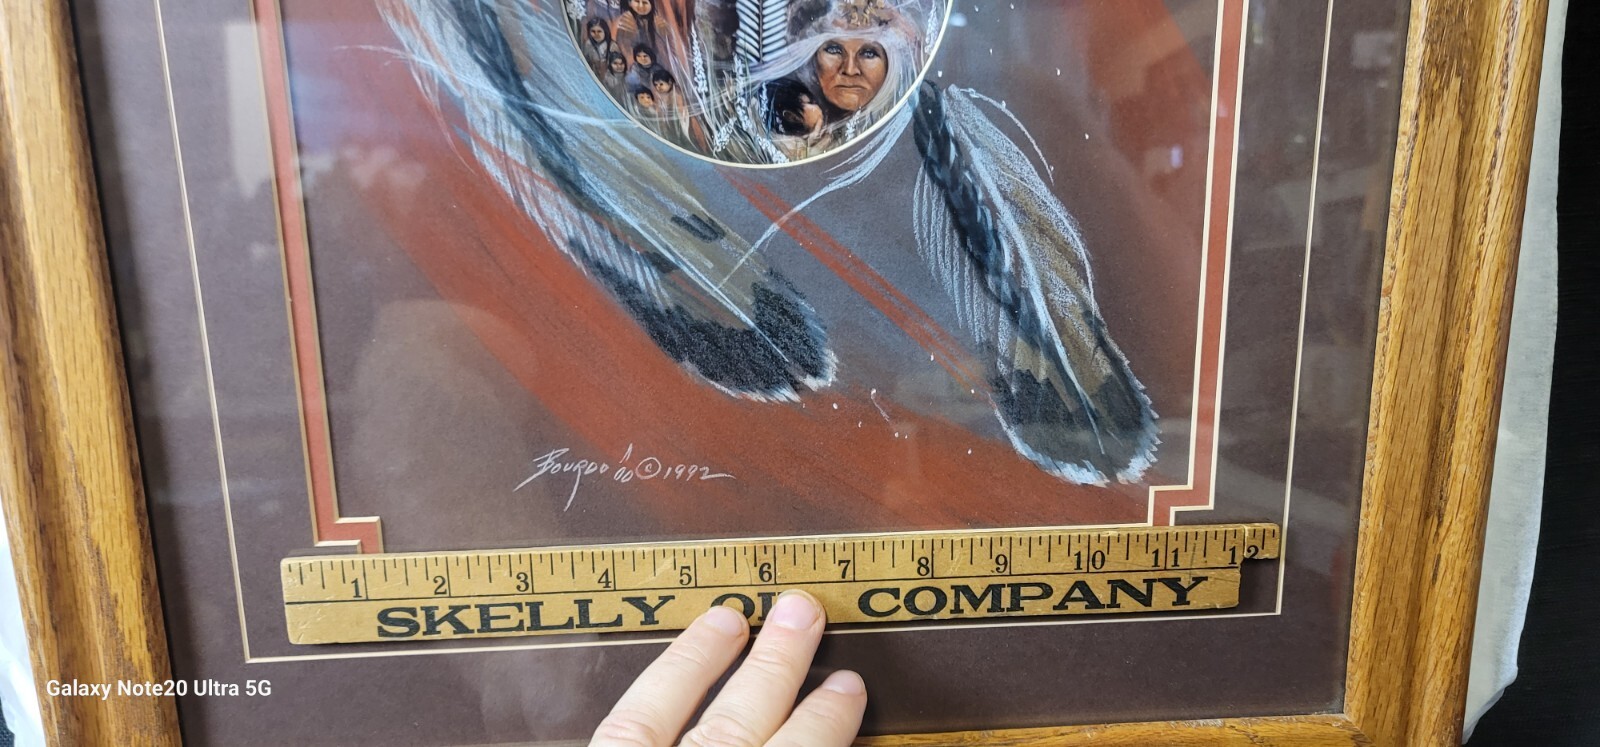 Bourdo © 1992
1 2 3 4 5 6 7 8 9 10 11 12
SKELLY COMPANY
Galaxy Note20 Ultra 5G